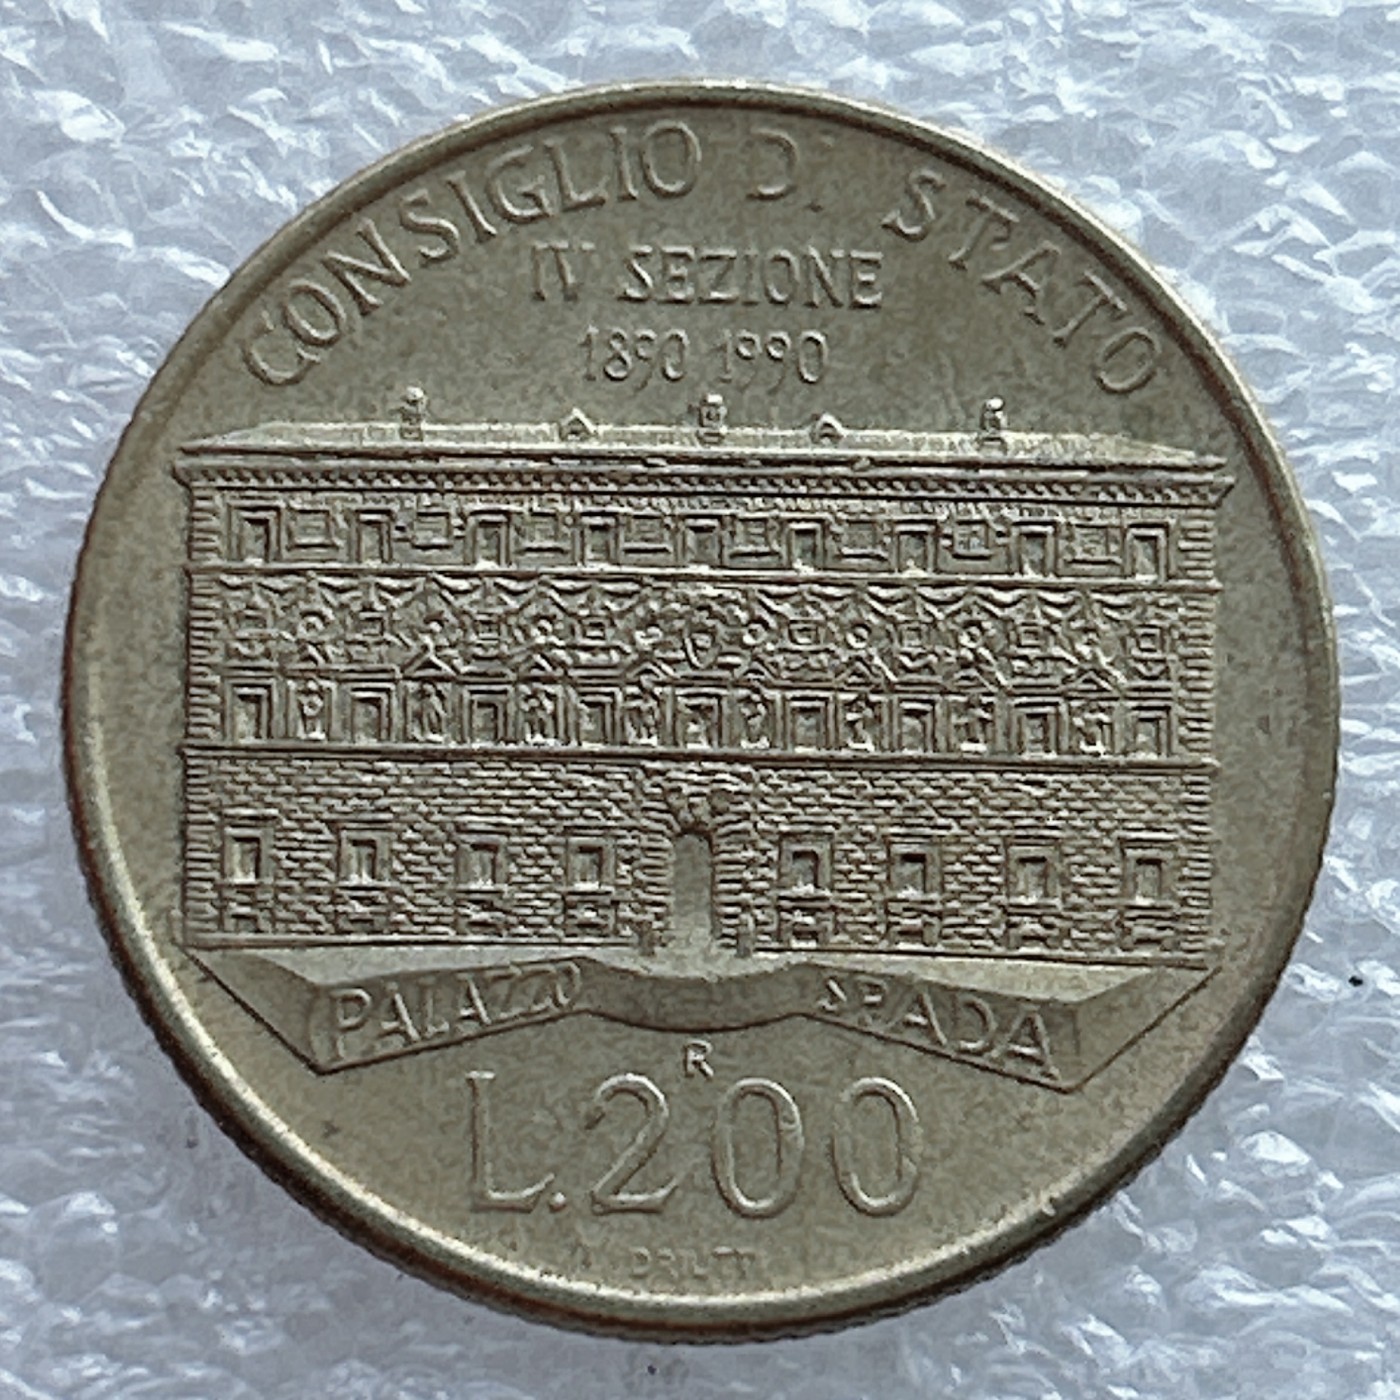 CONSIGLIO DI STATO
IV SEZIONE
1890 1990
PALAZZO SPADA
R
L.200